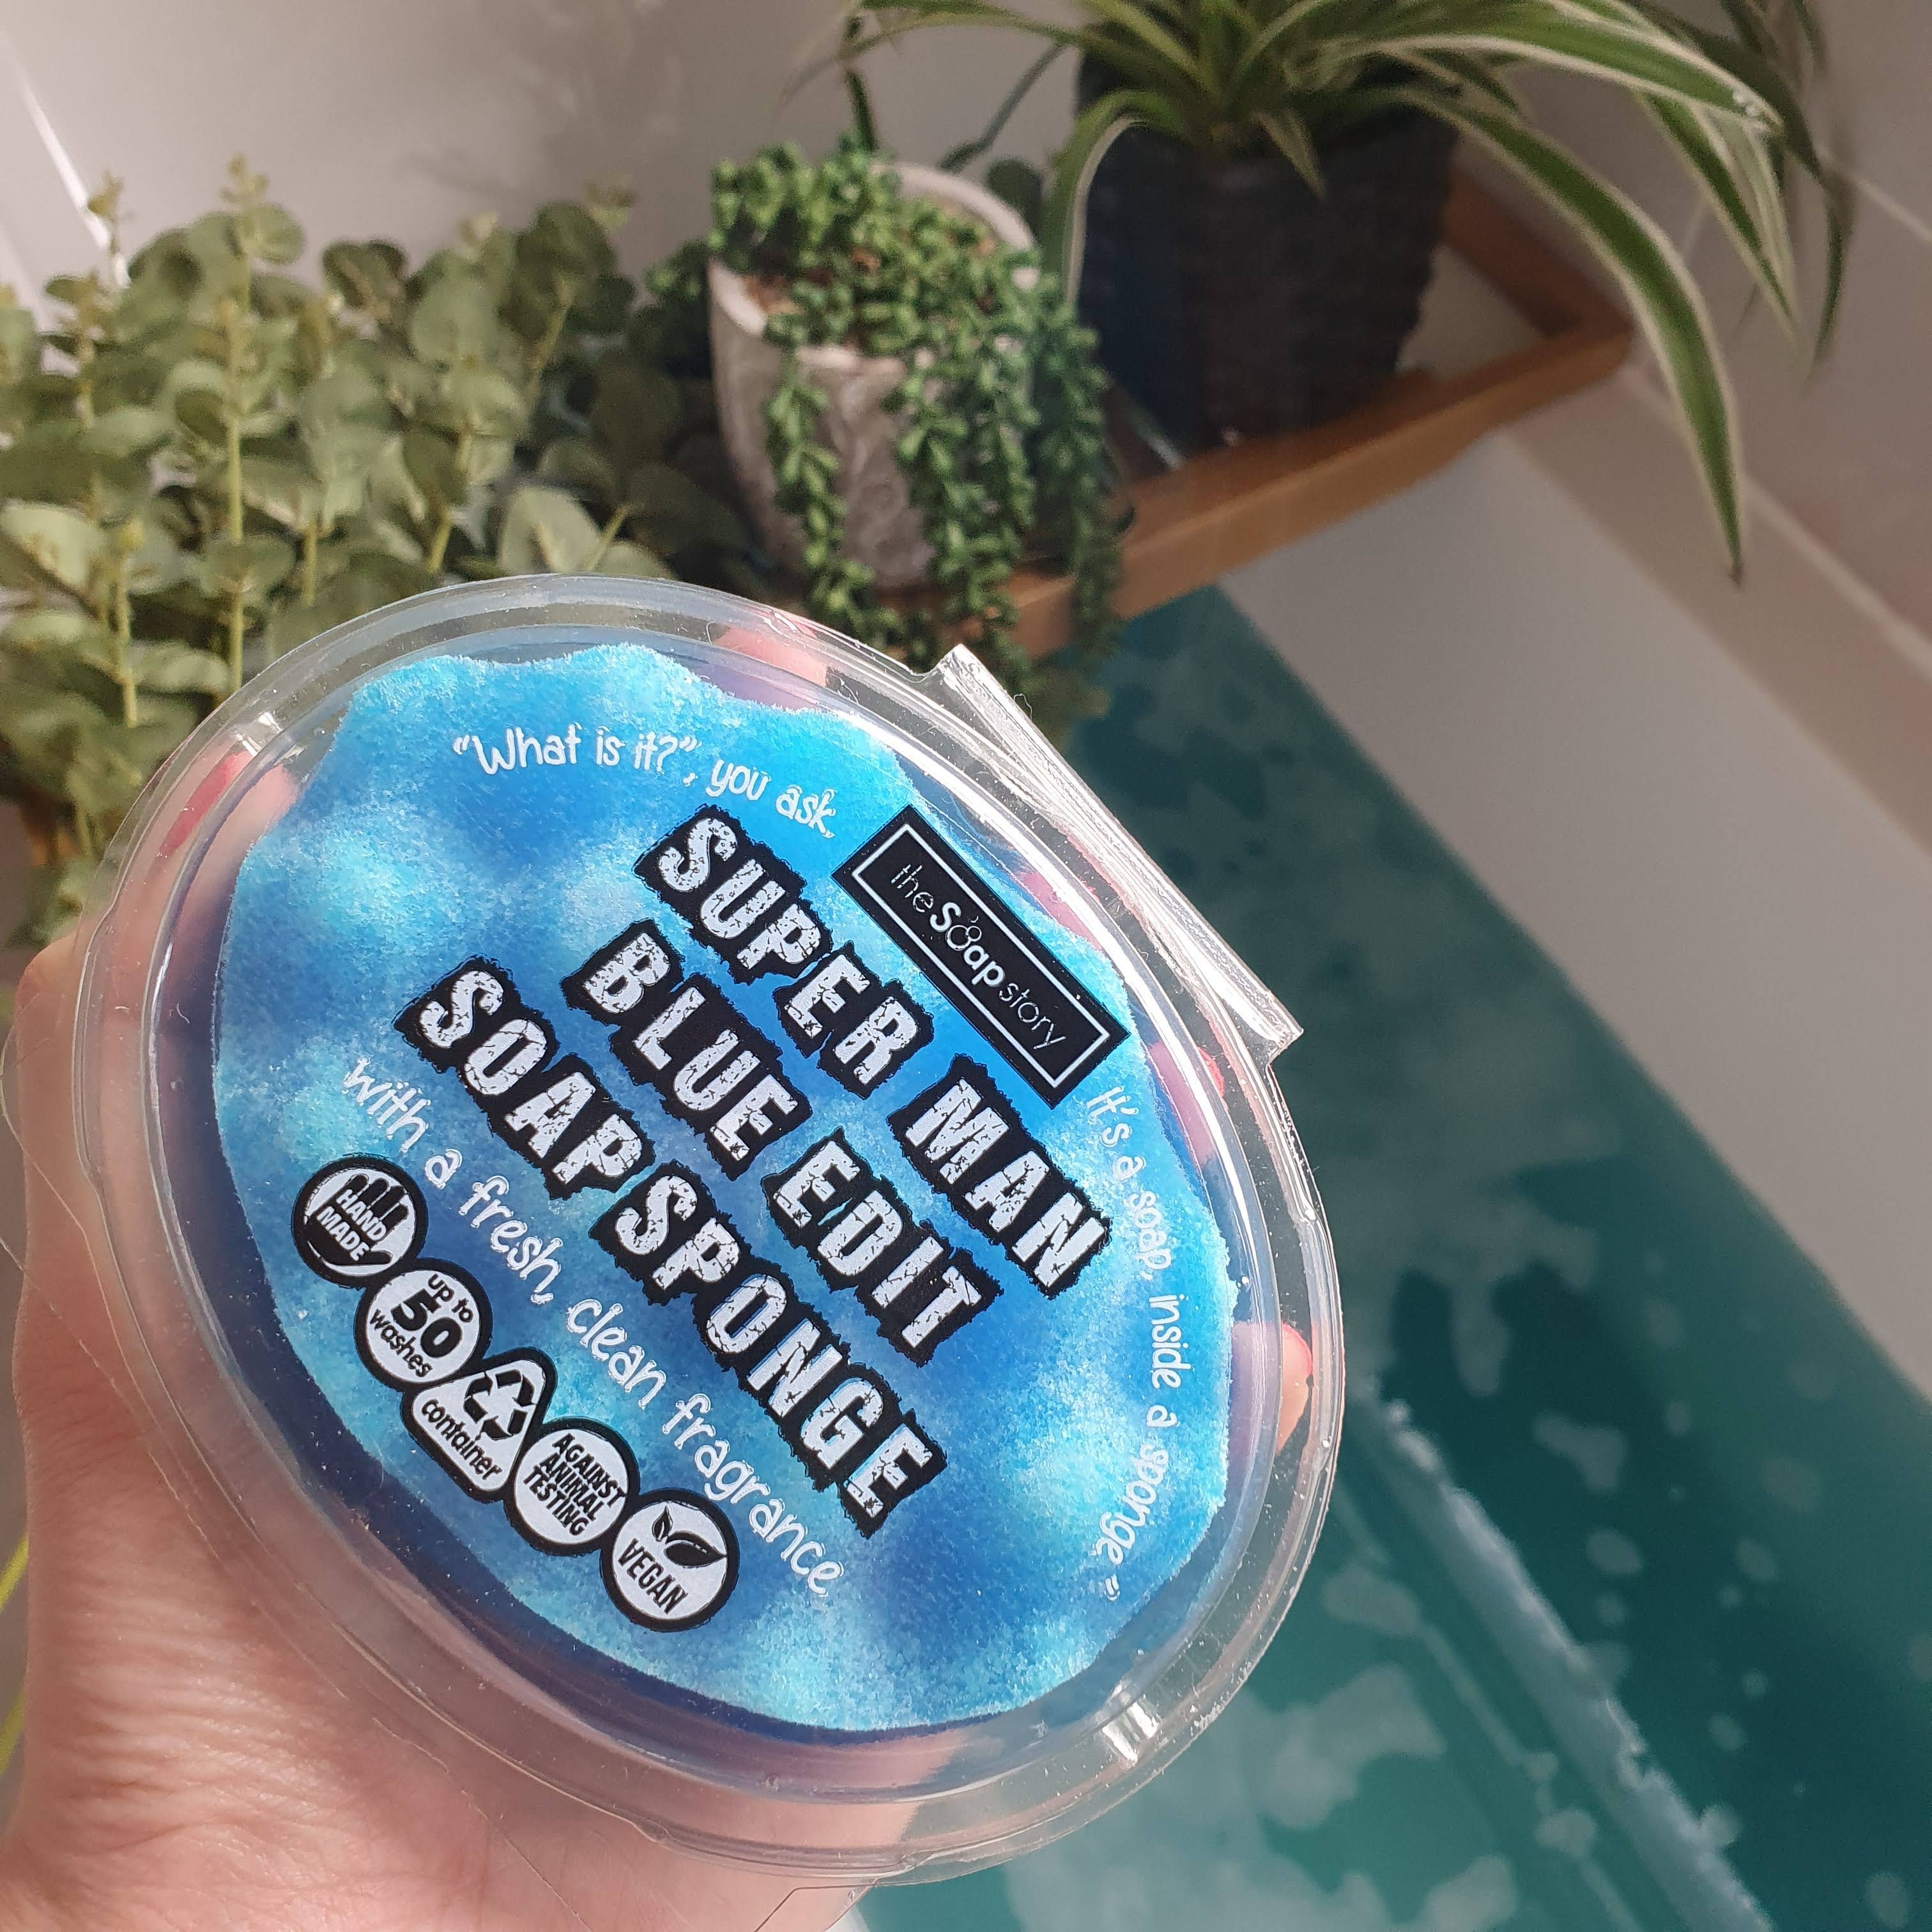 "What is it?", you ask.
the Soap story
SUPER MAN
BLUE EDIT
SOAP SPONGE
It's a soap, inside a sponge."
with a fresh, clean fragrance
HAND
MADE
up to
50
washes
container
AGAINST
ANIMAL
TESTING
VEGAN